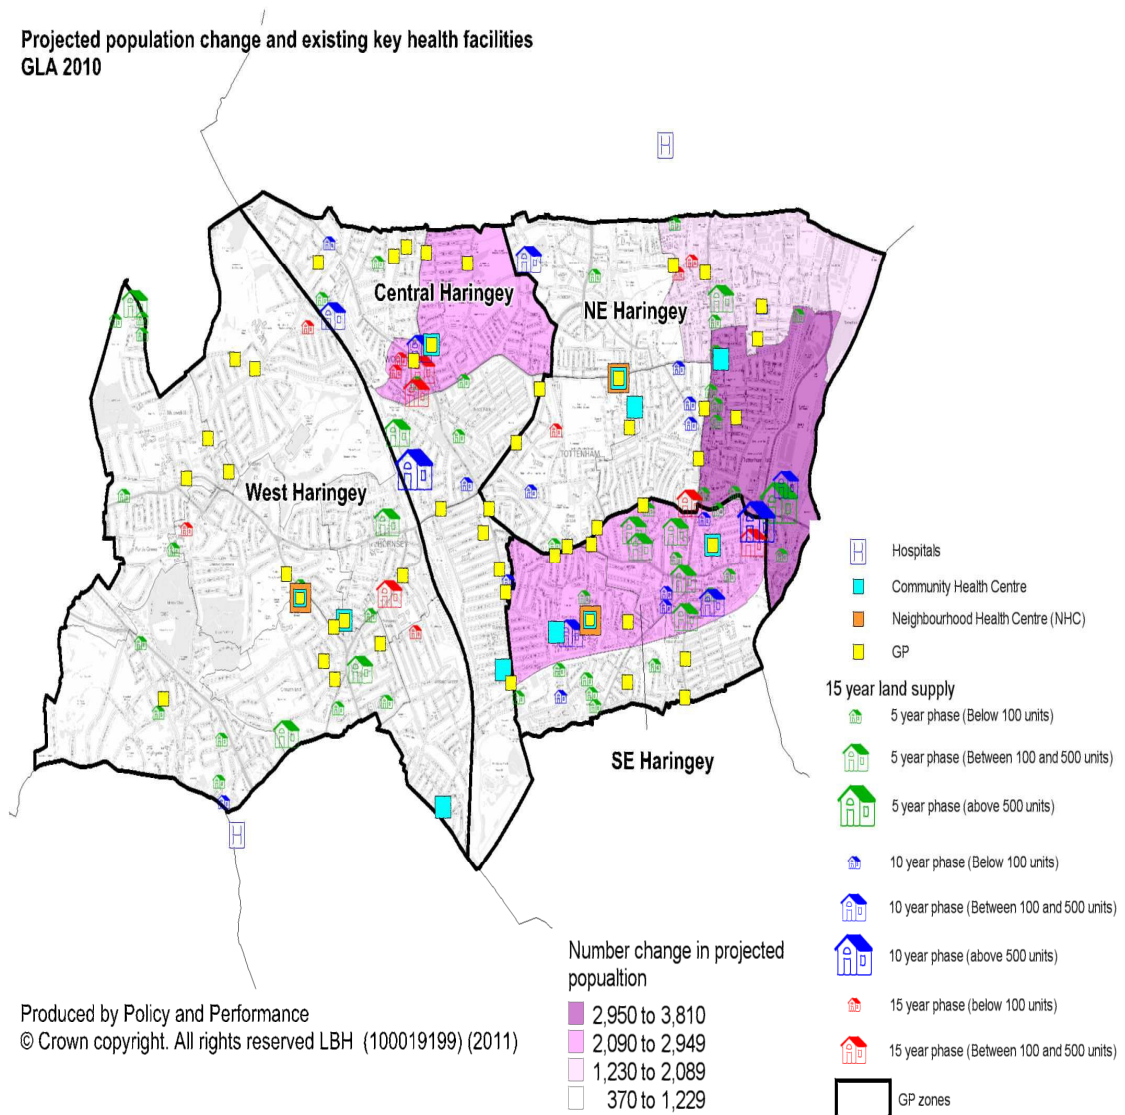 Projected population change and existing key health facilities
GLA 2010
H
Central Haringey
NE Haringey
TOTTENHAM
West Haringey
SE Haringey
H
H Hospitals
Community Health Centre
Neighbourhood Health Centre (NHC)
GP
15 year land supply
5 year phase (Below 100 units)
5 year phase (Between 100 and 500 units)
5 year phase (above 500 units)
10 year phase (Below 100 units)
10 year phase (Between 100 and 500 units)
10 year phase (above 500 units)
15 year phase (below 100 units)
15 year phase (Between 100 and 500 units)
GP zones
Number change in projected
popualtion
2,950 to 3,810
2,090 to 2,949
1,230 to 2,089
370 to 1,229
Produced by Policy and Performance
© Crown copyright. All rights reserved LBH (100019199) (2011)